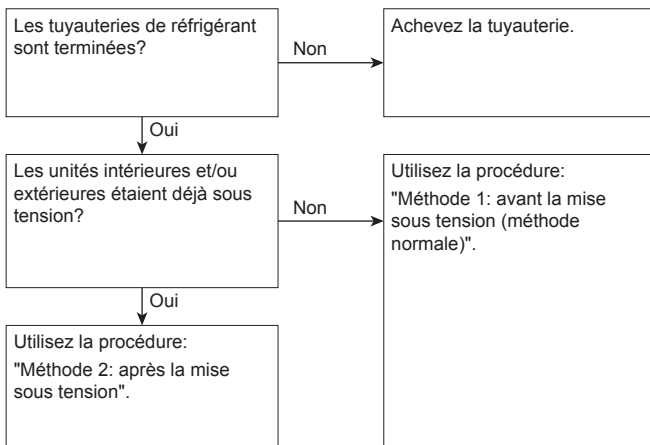 Les tuyauteries de réfrigérant
sont terminées?
Non
Achevez la tuyauterie.
Oui
Les unités intérieures et/ou
extérieures étaient déjà sous
tension?
Non
Utilisez la procédure:
"Méthode 1: avant la mise
sous tension (méthode
normale)".
Oui
Utilisez la procédure:
"Méthode 2: après la mise
sous tension".